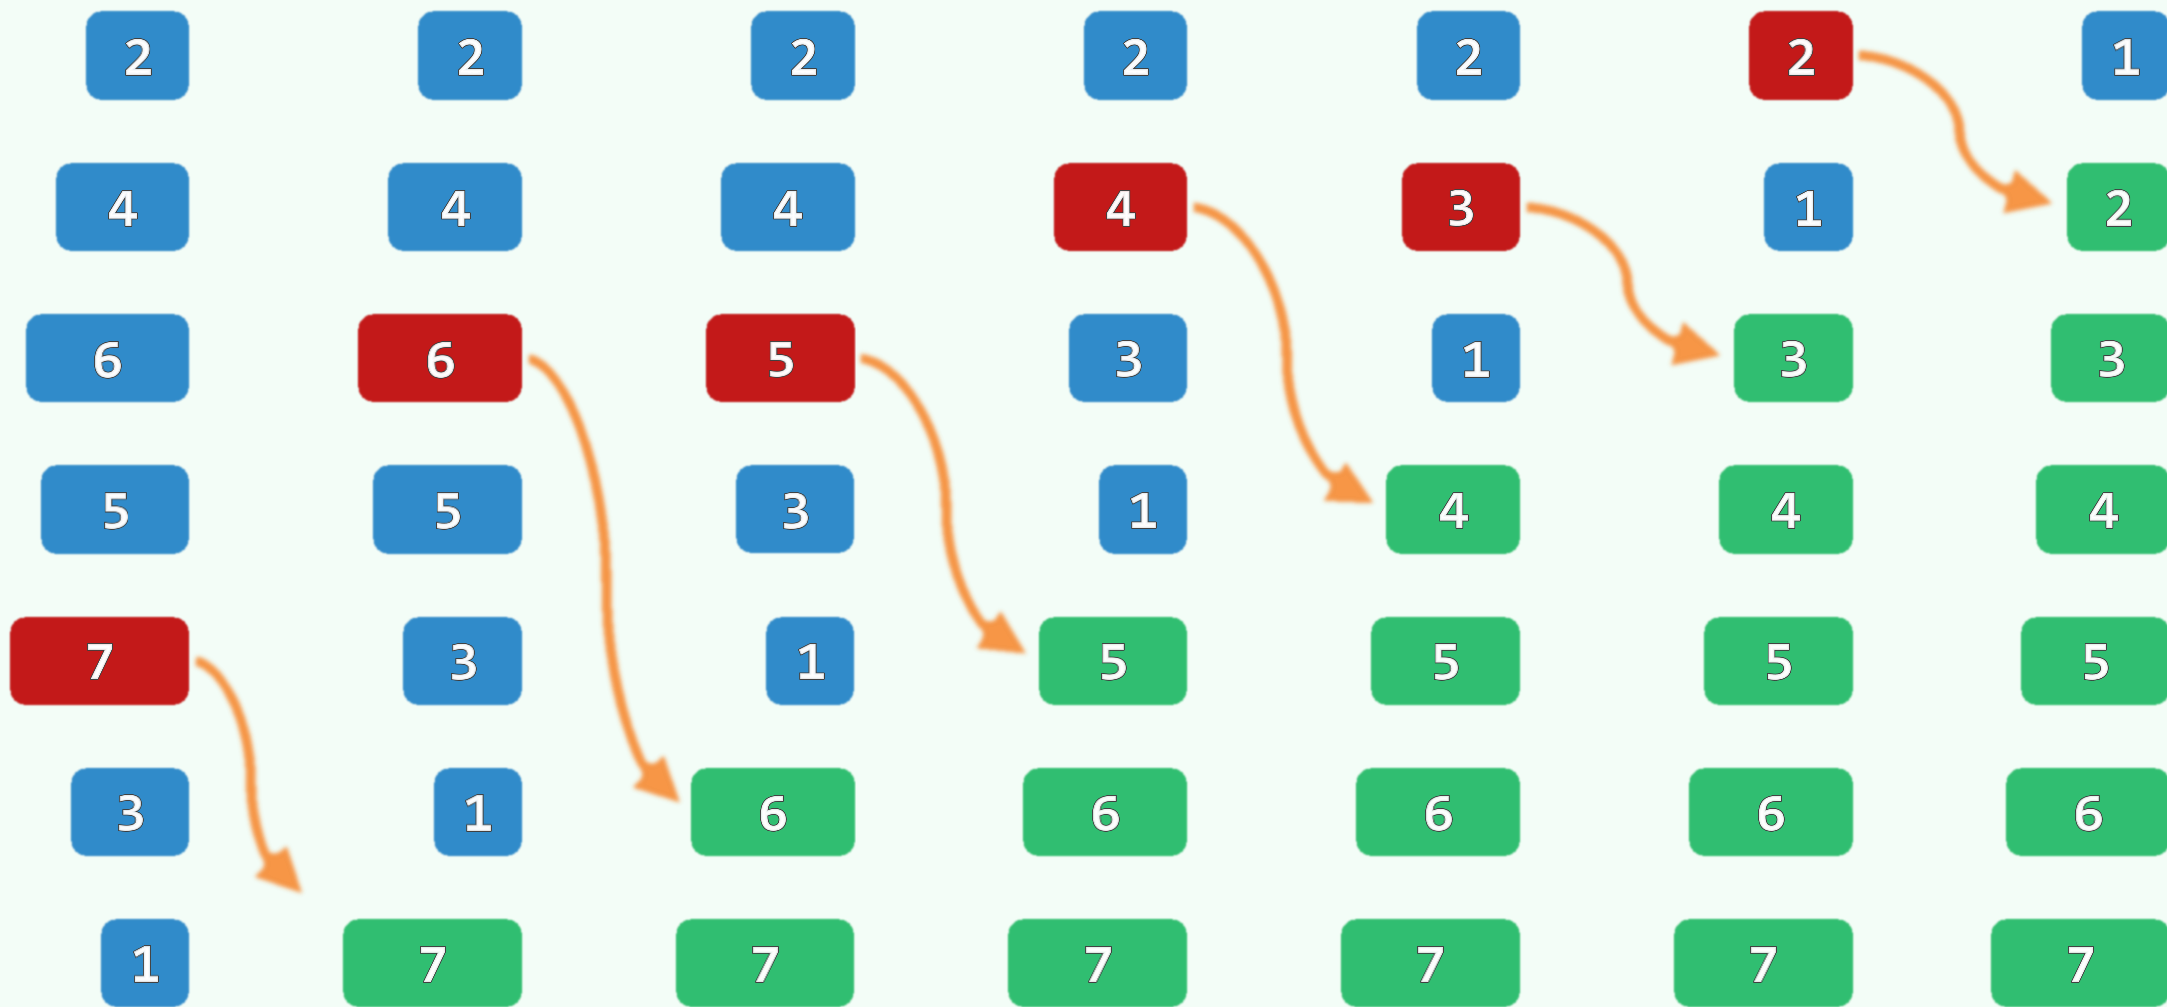 2 2 2 2 2 2 1
4 4 4 4 3 1 2
6 6 5 3 1 3 3
5 5 3 1 4 4 4
7 3 1 5 5 5 5
3 1 6 6 6 6 6
1 7 7 7 7 7 7